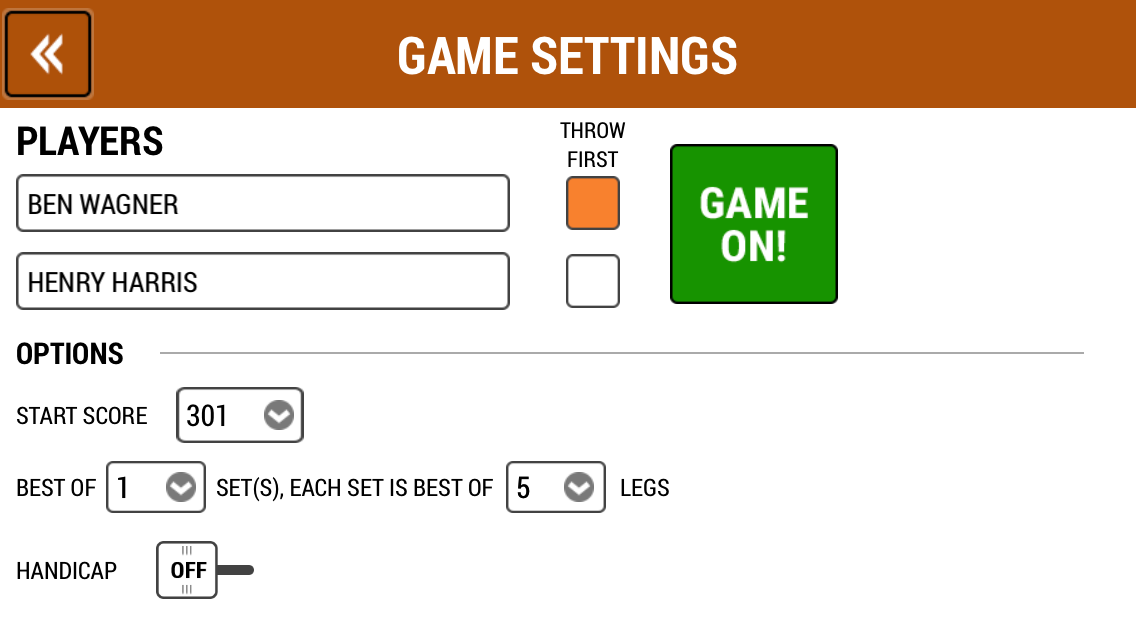 GAME SETTINGS
PLAYERS
THROW
FIRST
BEN WAGNER
HENRY HARRIS
GAME
ON!
OPTIONS
START SCORE 301
BEST OF 1 SET(S), EACH SET IS BEST OF 5 LEGS
HANDICAP OFF